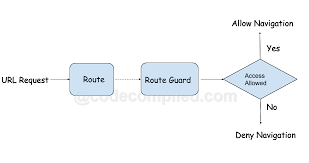 Allow Navigation
Yes
URL Request
Route
Route Guard
Access
Allowed
@codecompiled.com
No
Deny Navigation